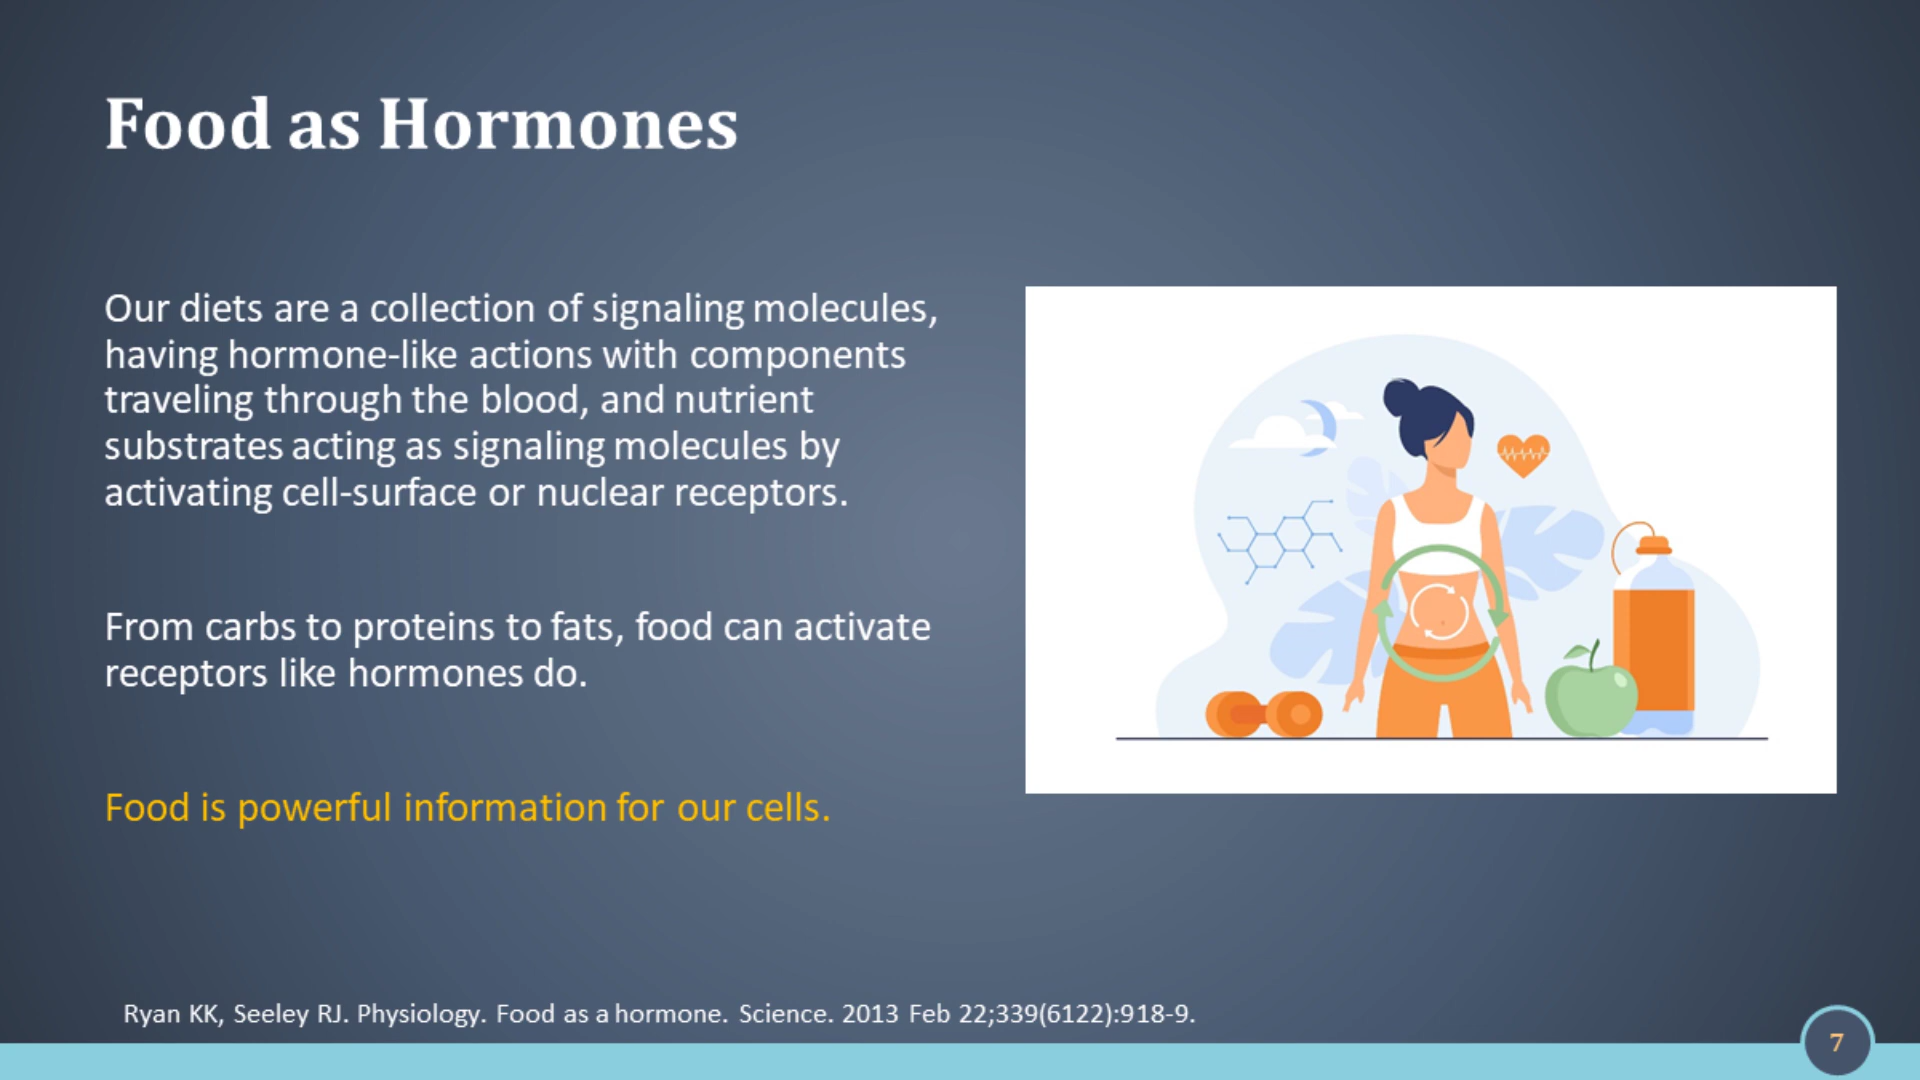 Food as Hormones
Our diets are a collection of signaling molecules,
having hormone-like actions with components
traveling through the blood, and nutrient
substrates acting as signaling molecules by
activating cell-surface or nuclear receptors.
From carbs to proteins to fats, food can activate
receptors like hormones do.
Food is powerful information for our cells.
Ryan KK, Seeley RJ. Physiology. Food as a hormone. Science. 2013 Feb 22;339(6122):918-9.
7